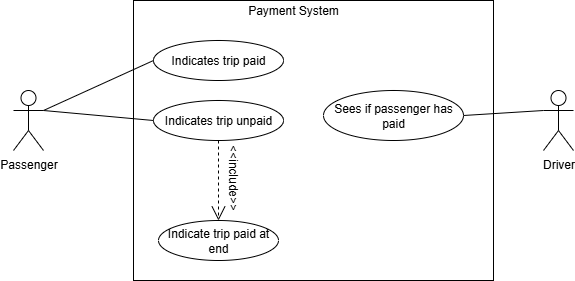 Payment System
Indicates trip paid
Indicates trip unpaid
Sees if passenger has
paid
Passenger
Driver
<<include>>
Indicate trip paid at
end